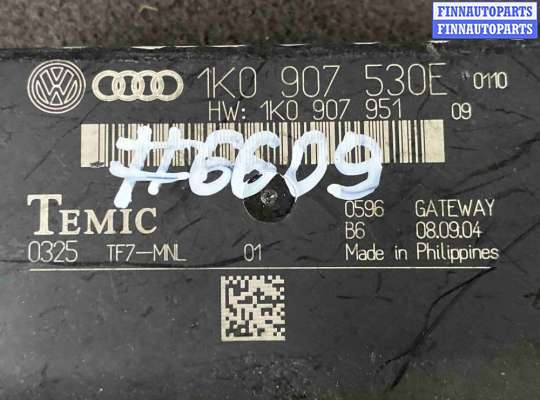 FINNAUTOPARTS
FINNAUTOPARTS
1K0 907 530E 0110
HW: 1K0 907 951 09
#6609
TEMIC 0596 GATEWAY
B6 08.09.04
0325 TF7-MNL 01 Made in Philippines